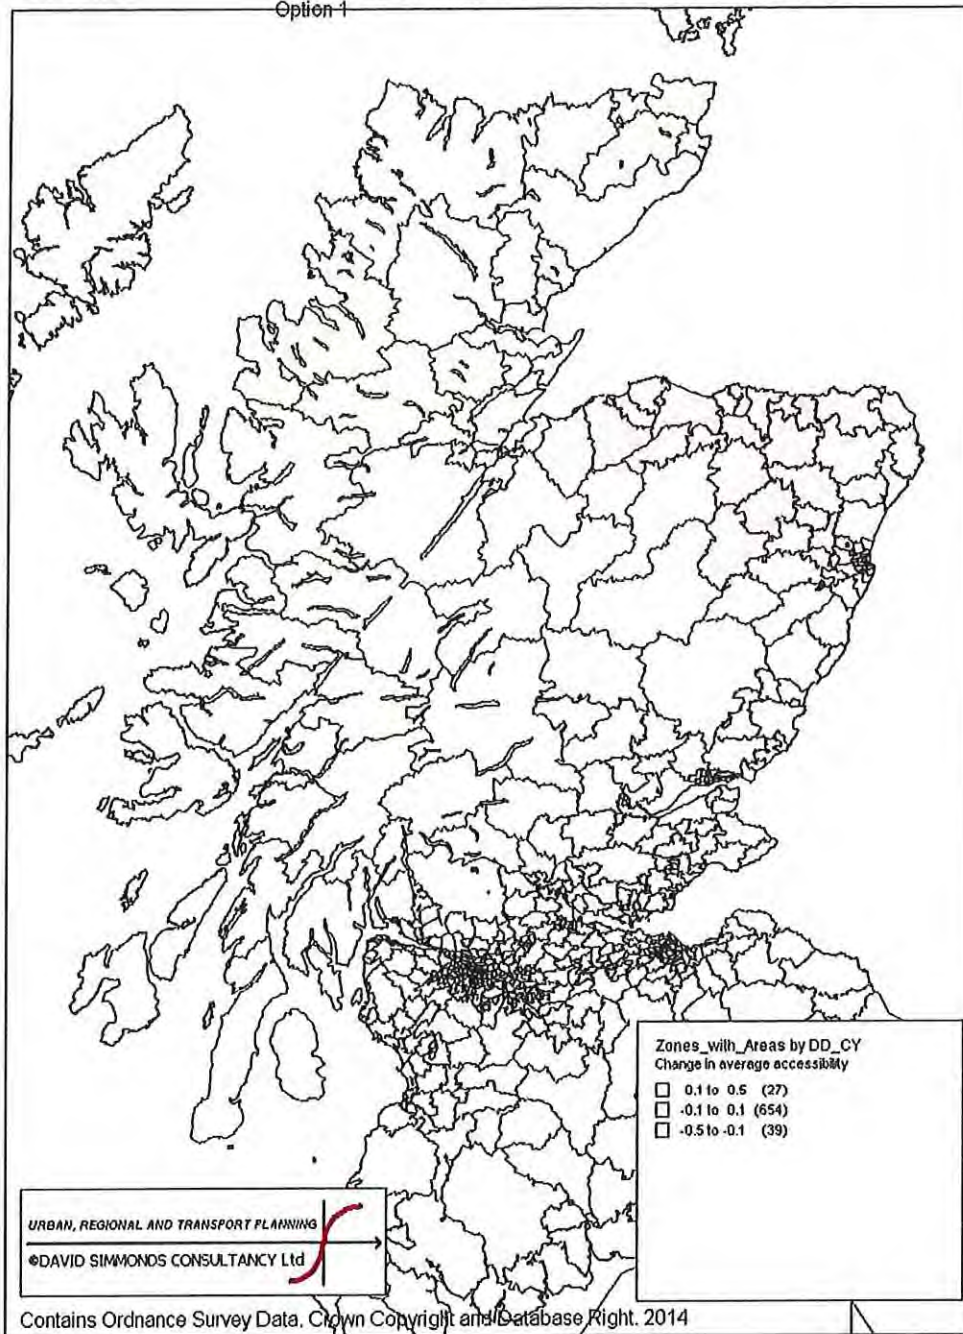 Option 1
Zones_with_Areas by DD_CY
Change in average accessibility
0.1 to 0.5 (27)
-0.1 to 0.1 (654)
-0.5 to -0.1 (39)
URBAN, REGIONAL AND TRANSPORT PLANNING
©DAVID SIMMONDS CONSULTANCY Ltd
Contains Ordnance Survey Data, Crown Copyright and Database Right. 2014